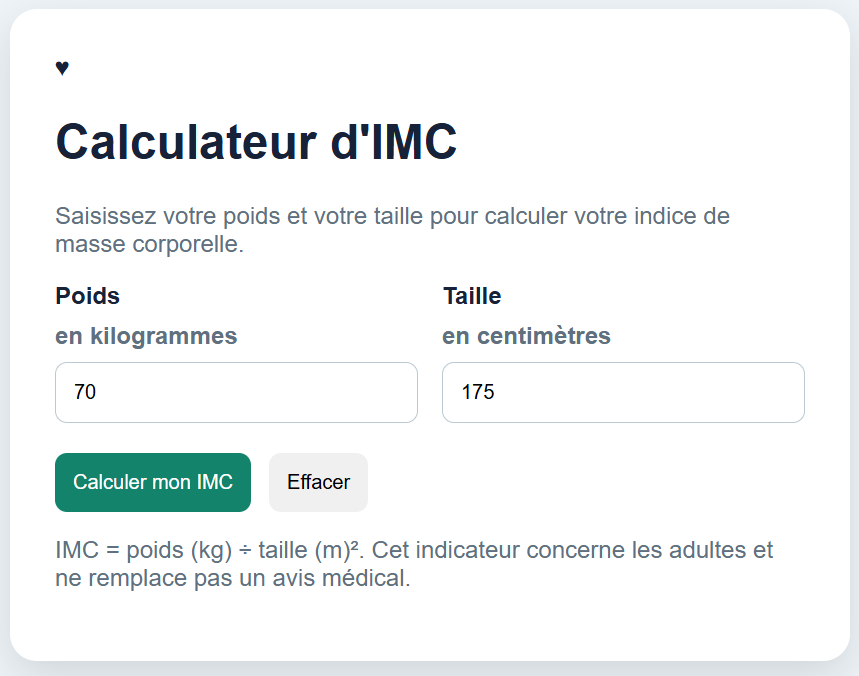 ♥
Calculateur d'IMC
Saisissez votre poids et votre taille pour calculer votre indice de
masse corporelle.
Poids
en kilogrammes
70
Taille
en centimètres
175
Calculer mon IMC
Effacer
IMC = poids (kg) ÷ taille (m)². Cet indicateur concerne les adultes et
ne remplace pas un avis médical.